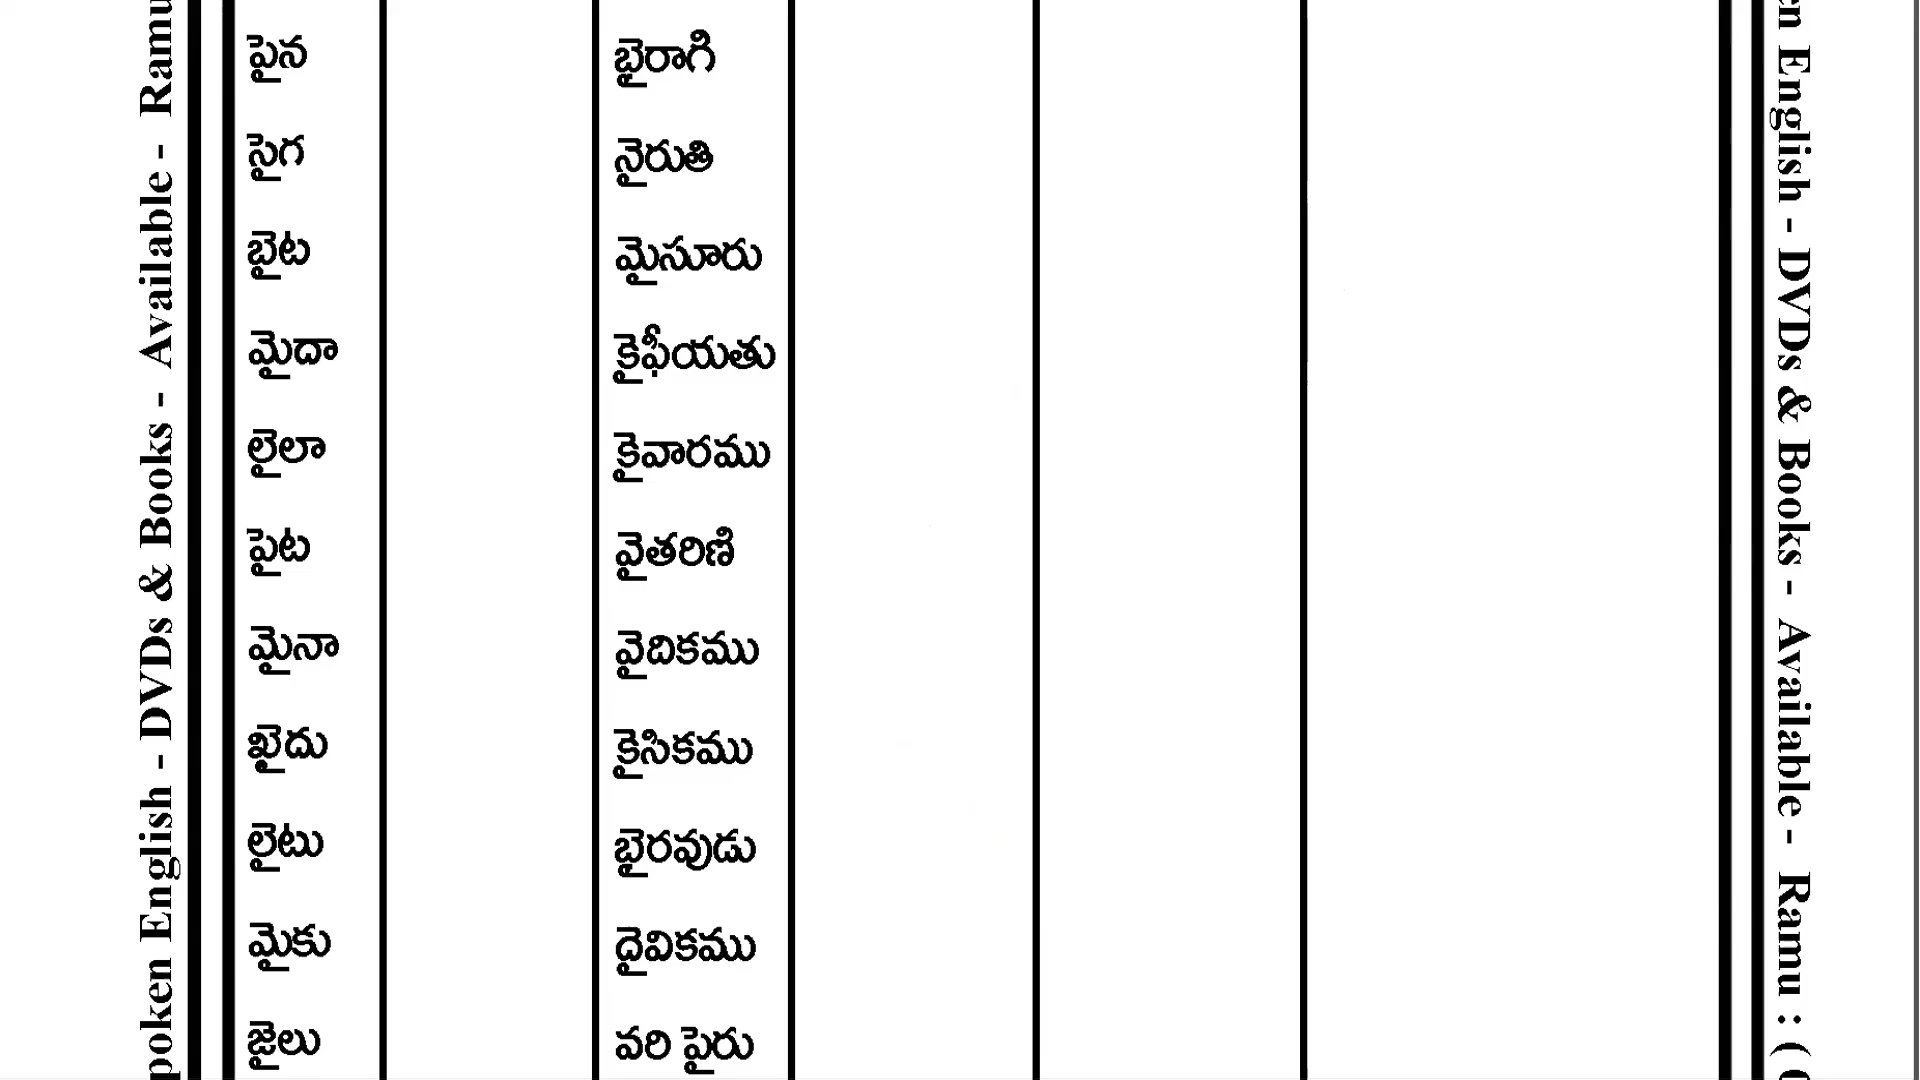 పైన బైరాగి
సైగ నైరుతి
బైట మైసూరు
మైదా కైఫీయతు
లైలా కైవారము
పైట వైతరిణి
మైనా వైదికము
ఖైదు కైసికము
లైటు భైరవుడు
మైకు దైవికము
జైలు వరి పైరు
poken English - DVDs & Books - Available - Ramu
en English - DVDs & Books - Available - Ramu : (